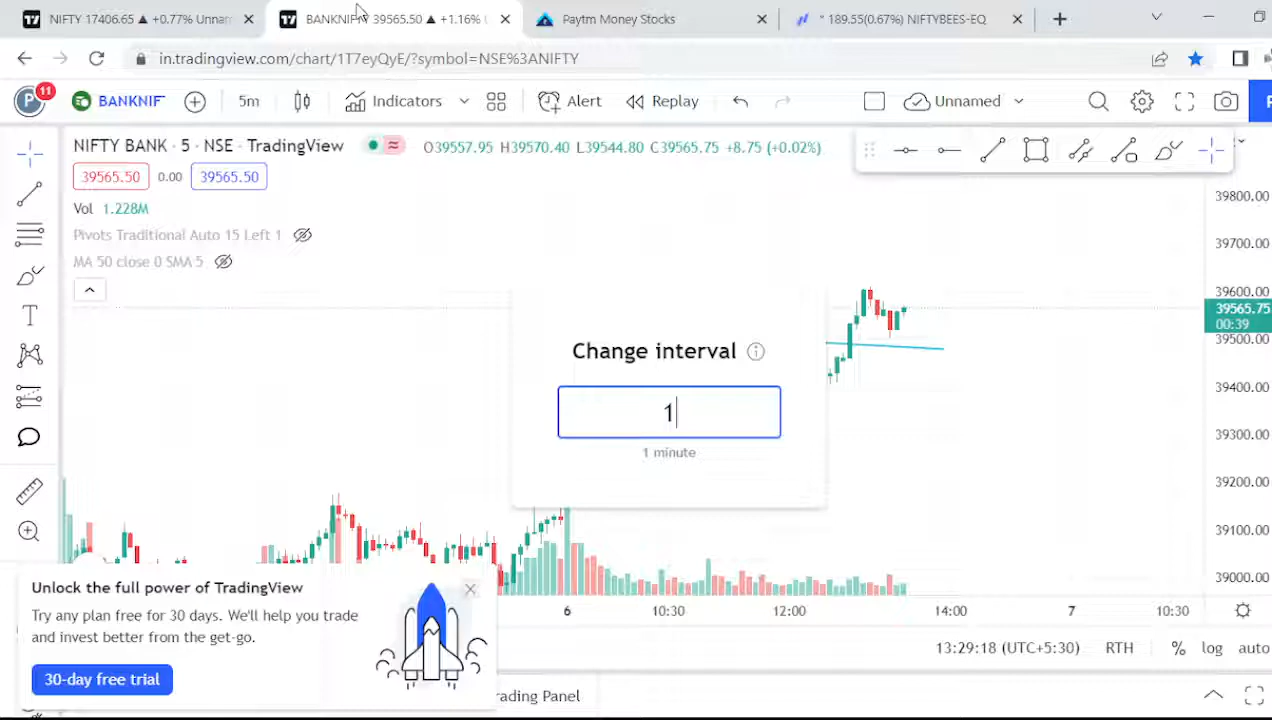 NIFTY 17406.65 ▲ +0.77% Unnar
BANKNIFTY 39565.50 ▲ +1.16% U
Paytm Money Stocks
* 189.55(0.67%) NIFTYBEES-EQ
in.tradingview.com/chart/1T7eyQyE/?symbol=NSE%3ANIFTY
P 11
BANKNIF
5m
Indicators
Alert
Replay
Unnamed
NIFTY BANK · 5 · NSE · TradingView
O39557.95 H39570.40 L39544.80 C39565.75 +8.75 (+0.02%)
39565.50 0.00 39565.50
Vol 1.228M
Pivots Traditional Auto 15 Left 1
MA 50 close 0 SMA 5
39800.00
39700.00
39600.00
39565.75
00:39
39500.00
39400.00
39300.00
39200.00
39100.00
39000.00
Change interval
1
1 minute
Unlock the full power of TradingView
Try any plan free for 30 days. We'll help you trade
and invest better from the get-go.
30-day free trial
6 10:30 12:00 14:00 7 10:30
13:29:18 (UTC+5:30) RTH % log auto
rading Panel